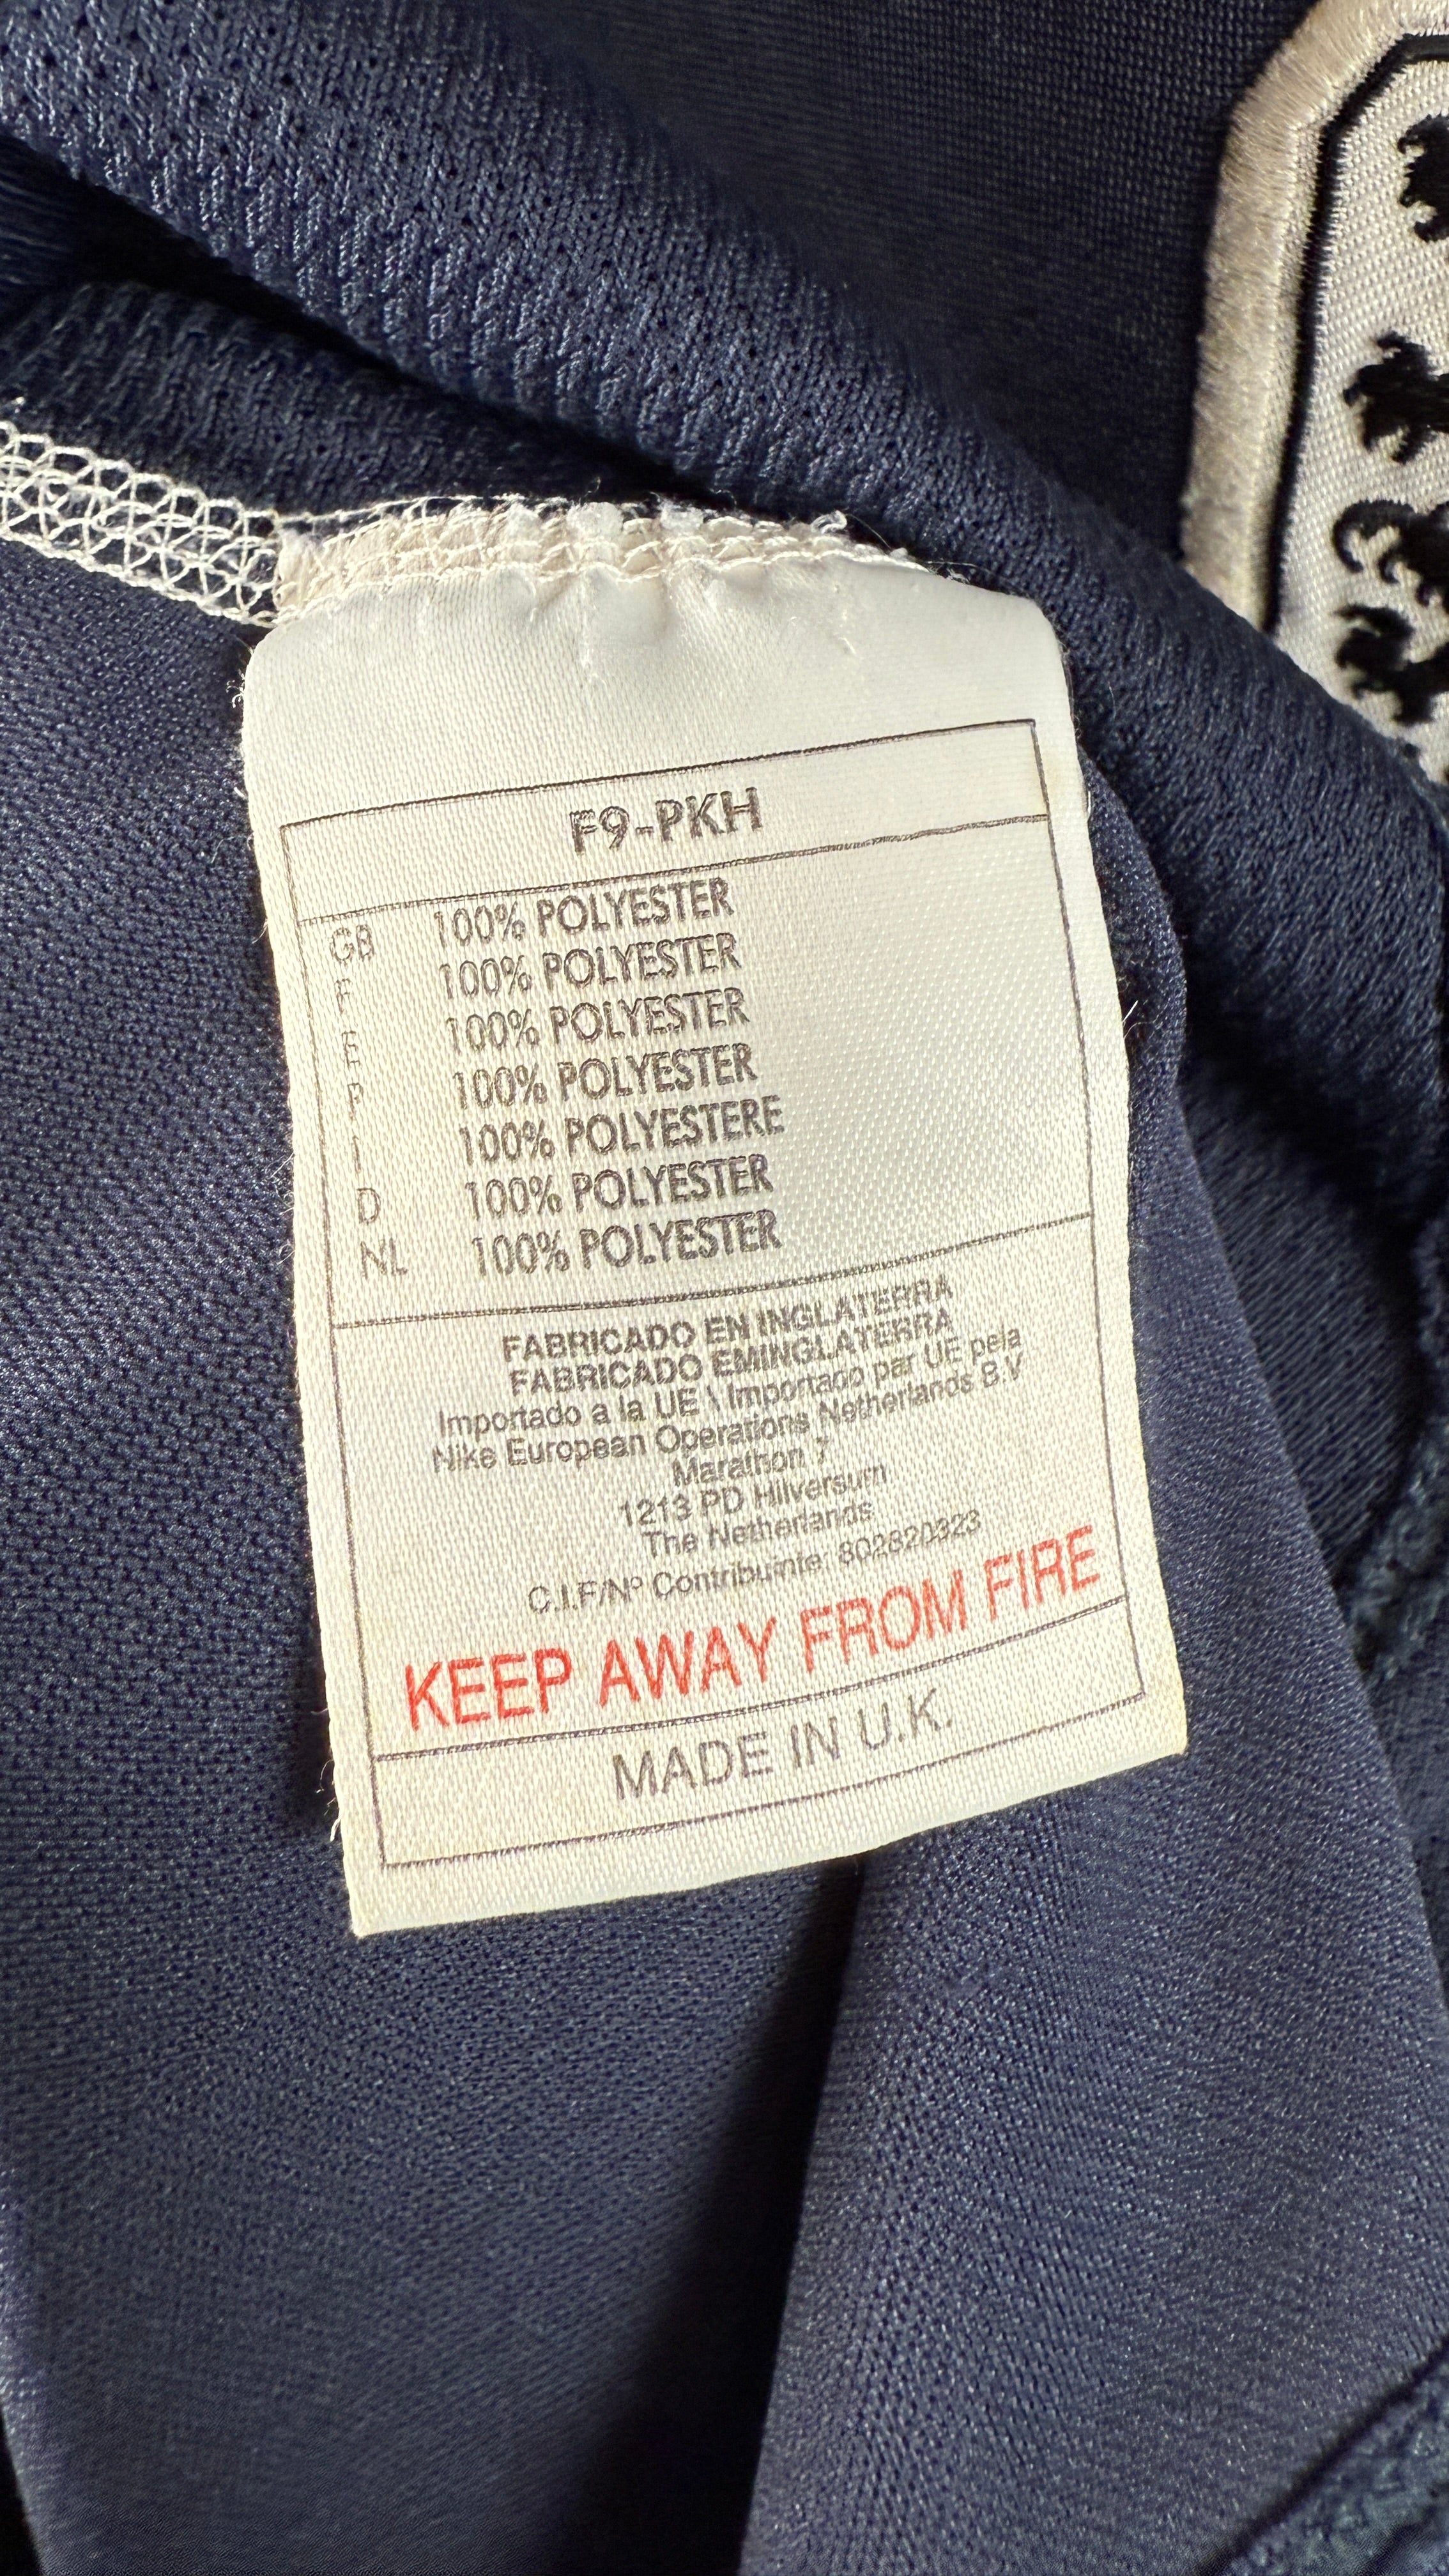 F9-PKH
GB 100% POLYESTER
F 100% POLYESTER
E 100% POLYESTER
P 100% POLYESTER
I 100% POLYESTERE
D 100% POLYESTER
NL 100% POLYESTER
FABRICADO EN INGLATERRA
FABRICADO EMINGLATERRA
Importado a la UE \ Importado par UE pela
Nike European Operations Netherlands B.V
Marathon 7
1213 PD Hilversum
The Netherlands
C.I.F/Nº Contribuinte: 802820323
KEEP AWAY FROM FIRE
MADE IN U.K.